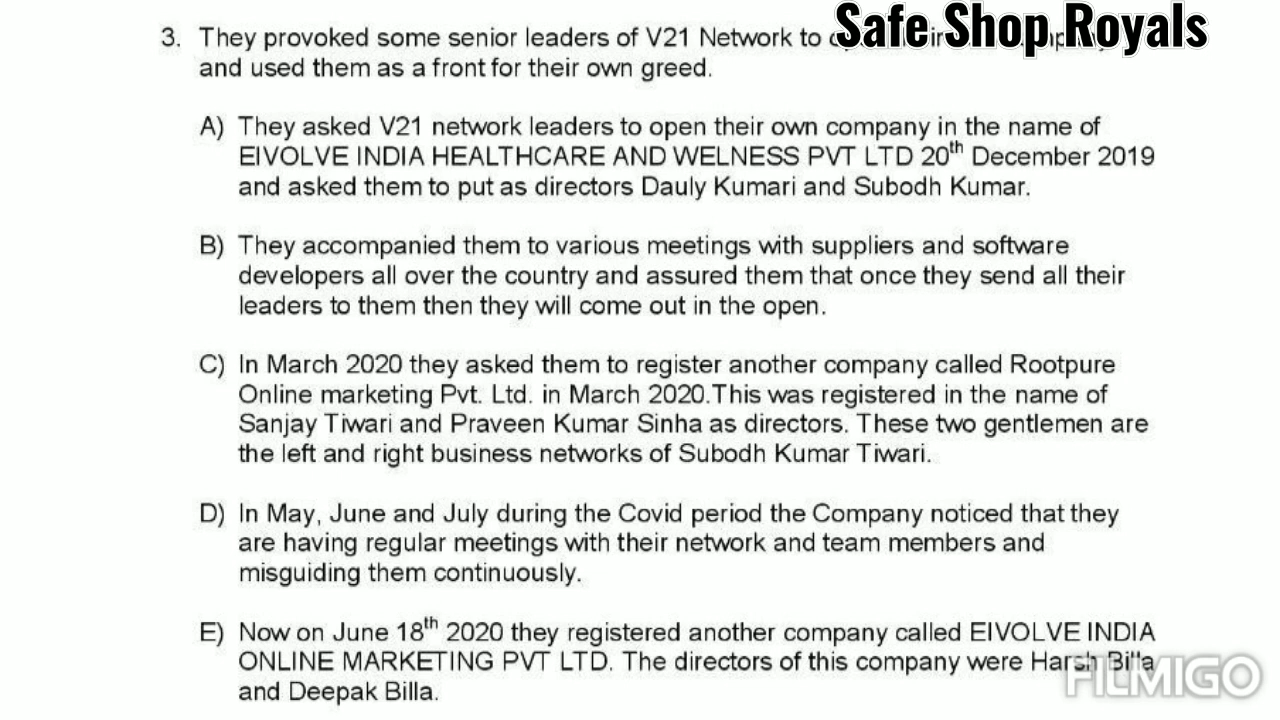 Safe Shop Royals
3. They provoked some senior leaders of V21 Network to
and used them as a front for their own greed.
A) They asked V21 network leaders to open their own company in the name of
EIVOLVE INDIA HEALTHCARE AND WELNESS PVT LTD 20th December 2019
and asked them to put as directors Dauly Kumari and Subodh Kumar.
B) They accompanied them to various meetings with suppliers and software
developers all over the country and assured them that once they send all their
leaders to them then they will come out in the open.
C) In March 2020 they asked them to register another company called Rootpure
Online marketing Pvt. Ltd. in March 2020.This was registered in the name of
Sanjay Tiwari and Praveen Kumar Sinha as directors. These two gentlemen are
the left and right business networks of Subodh Kumar Tiwari.
D) In May, June and July during the Covid period the Company noticed that they
are having regular meetings with their network and team members and
misguiding them continuously.
E) Now on June 18th 2020 they registered another company called EIVOLVE INDIA
ONLINE MARKETING PVT LTD. The directors of this company were Harsh Billa
and Deepak Billa.
FILMIGO